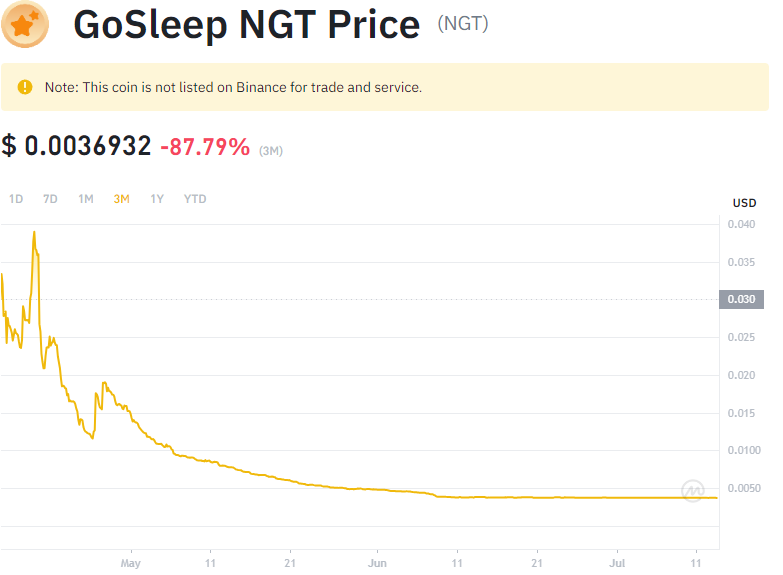 GoSleep NGT Price (NGT)
Note: This coin is not listed on Binance for trade and service.
$ 0.0036932 -87.79% (3M)
1D 7D 1M 3M 1Y YTD
USD
0.040
0.035
0.030
0.025
0.020
0.015
0.0100
0.0050
May 11 21 Jun 11 21 Jul 11